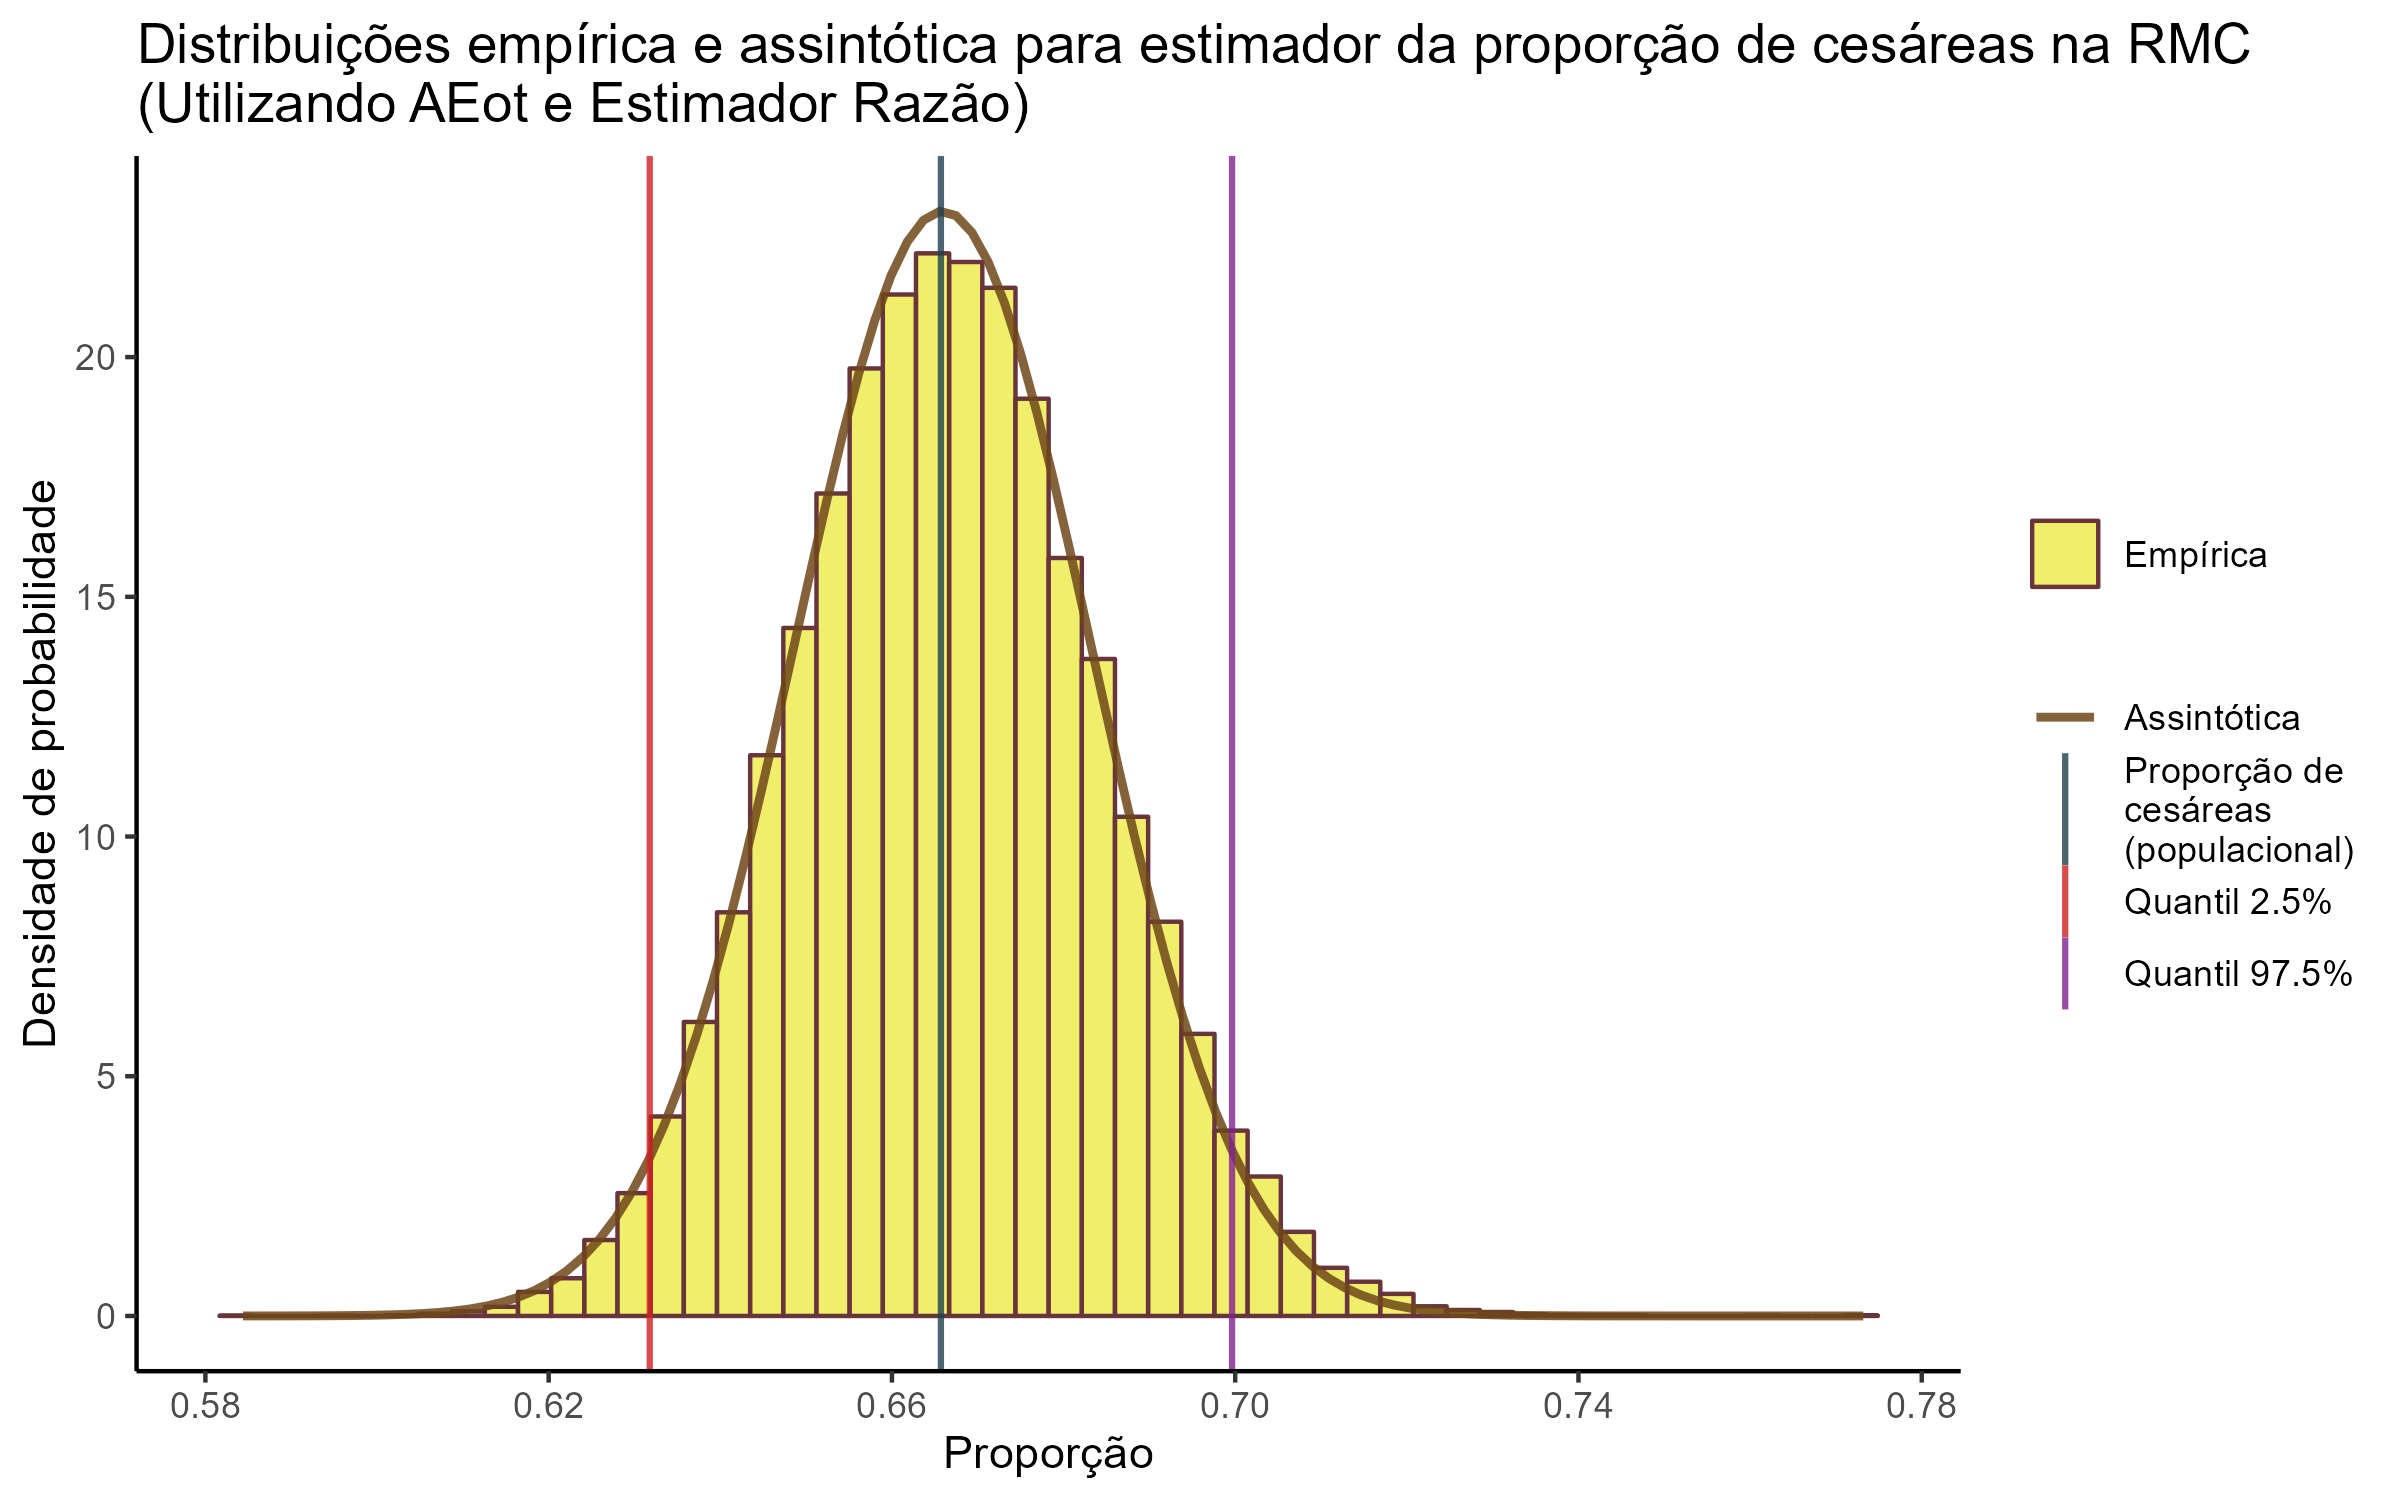 Distribuições empírica e assintótica para estimador da proporção de cesáreas na RMC
(Utilizando AEot e Estimador Razão)
Densidade de probabilidade
20
15
10
5
0
0.58
0.62
0.66
0.70
0.74
0.78
Proporção
Empírica
Assintótica
Proporção de
cesáreas
(populacional)
Quantil 2.5%
Quantil 97.5%